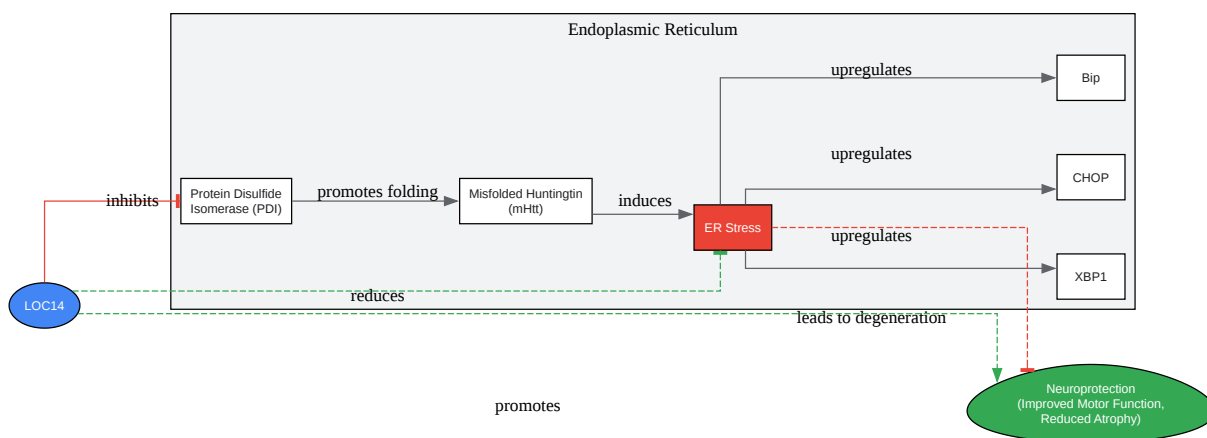 Endoplasmic Reticulum
upregulates
Bip
upregulates
CHOP
inhibits
Protein Disulfide
Isomerase (PDI)
promotes folding
Misfolded Huntingtin
(mHtt)
induces
ER Stress
upregulates
XBP1
LOC14
reduces
leads to degeneration
Neuroprotection
(Improved Motor Function,
Reduced Atrophy)
promotes